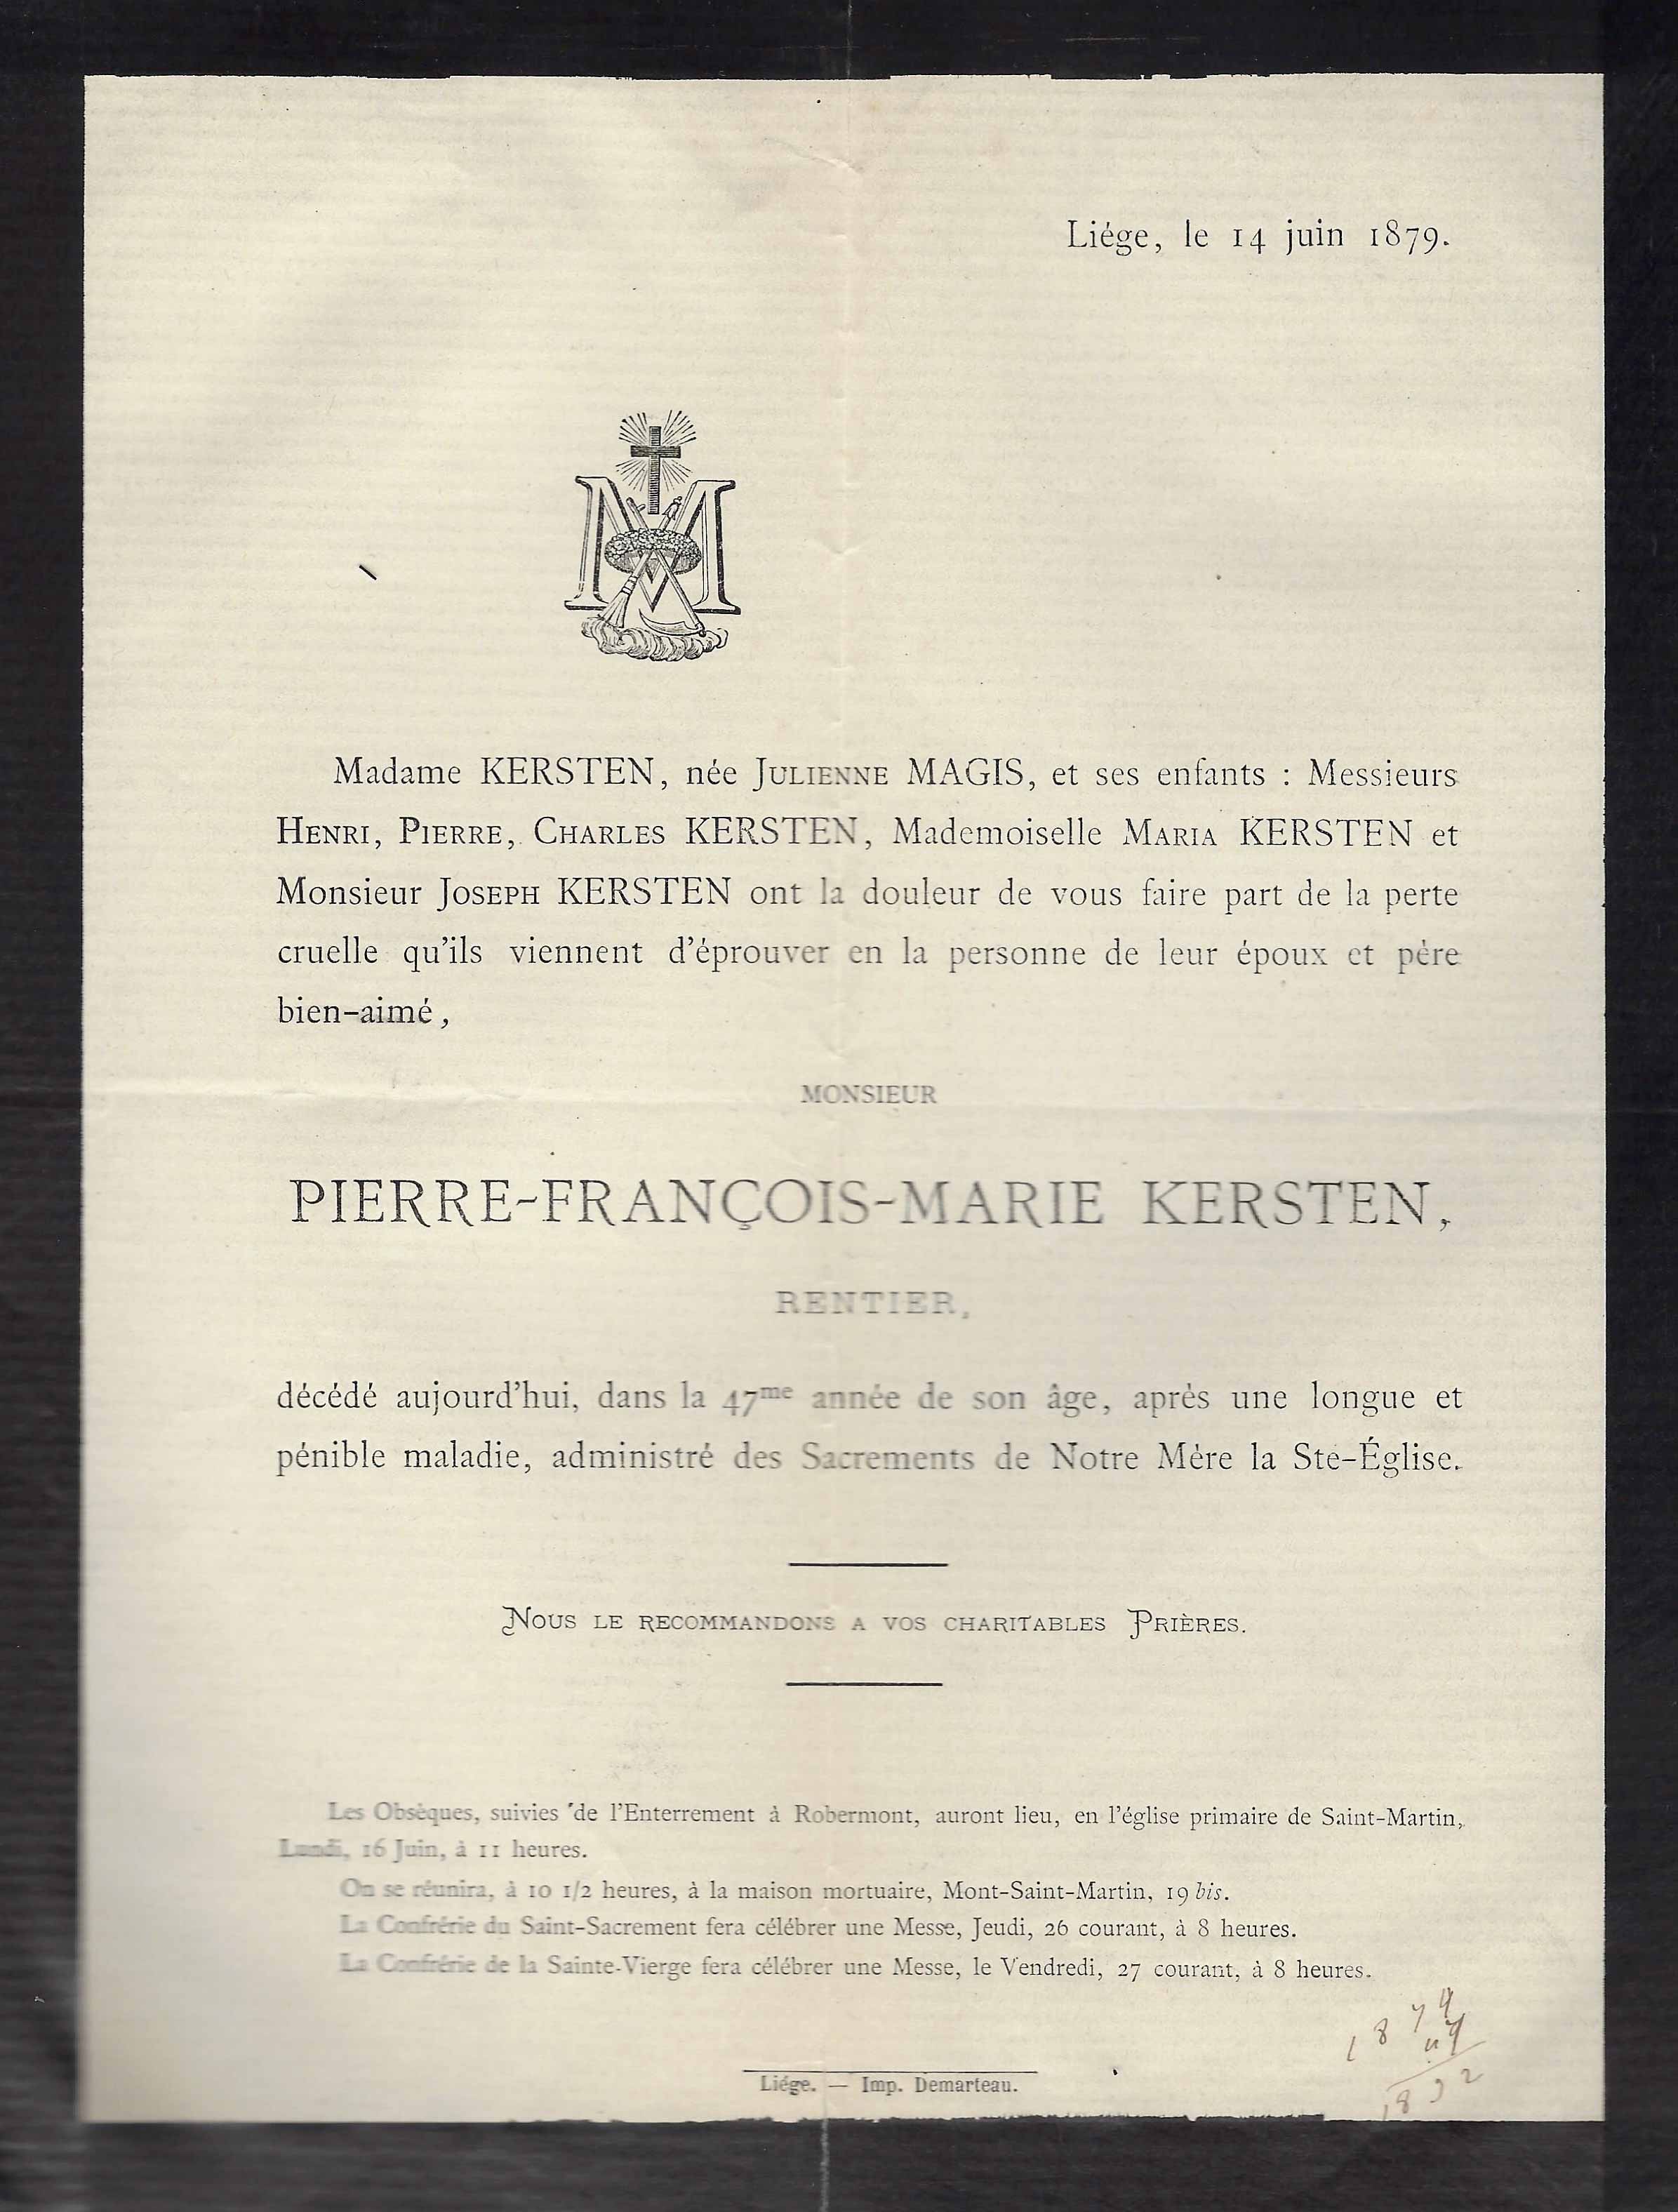 Liége, le 14 juin 1879.
M
Madame KERSTEN, née JULIENNE MAGIS, et ses enfants : Messieurs
HENRI, PIERRE, CHARLES KERSTEN, Mademoiselle MARIA KERSTEN et
Monsieur JOSEPH KERSTEN ont la douleur de vous faire part de la perte
cruelle qu'ils viennent d'éprouver en la personne de leur époux et père
bien-aimé,
MONSIEUR
PIERRE-FRANÇOIS-MARIE KERSTEN,
RENTIER,
décédé aujourd'hui, dans la 47me année de son âge, après une longue et
pénible maladie, administré des Sacrements de Notre Mère la Ste-Église.
NOUS LE RECOMMANDONS A VOS CHARITABLES PRIÈRES.
Les Obsèques, suivies de l'Enterrement à Robermont, auront lieu, en l'église primaire de Saint-Martin,
Lundi, 16 Juin, à 11 heures.
On se réunira, à 10 1/2 heures, à la maison mortuaire, Mont-Saint-Martin, 19 bis.
La Confrérie du Saint-Sacrement fera célébrer une Messe, Jeudi, 26 courant, à 8 heures.
La Confrérie de la Sainte-Vierge fera célébrer une Messe, le Vendredi, 27 courant, à 8 heures.
1879
47
1832
Liége. — Imp. Demarteau.